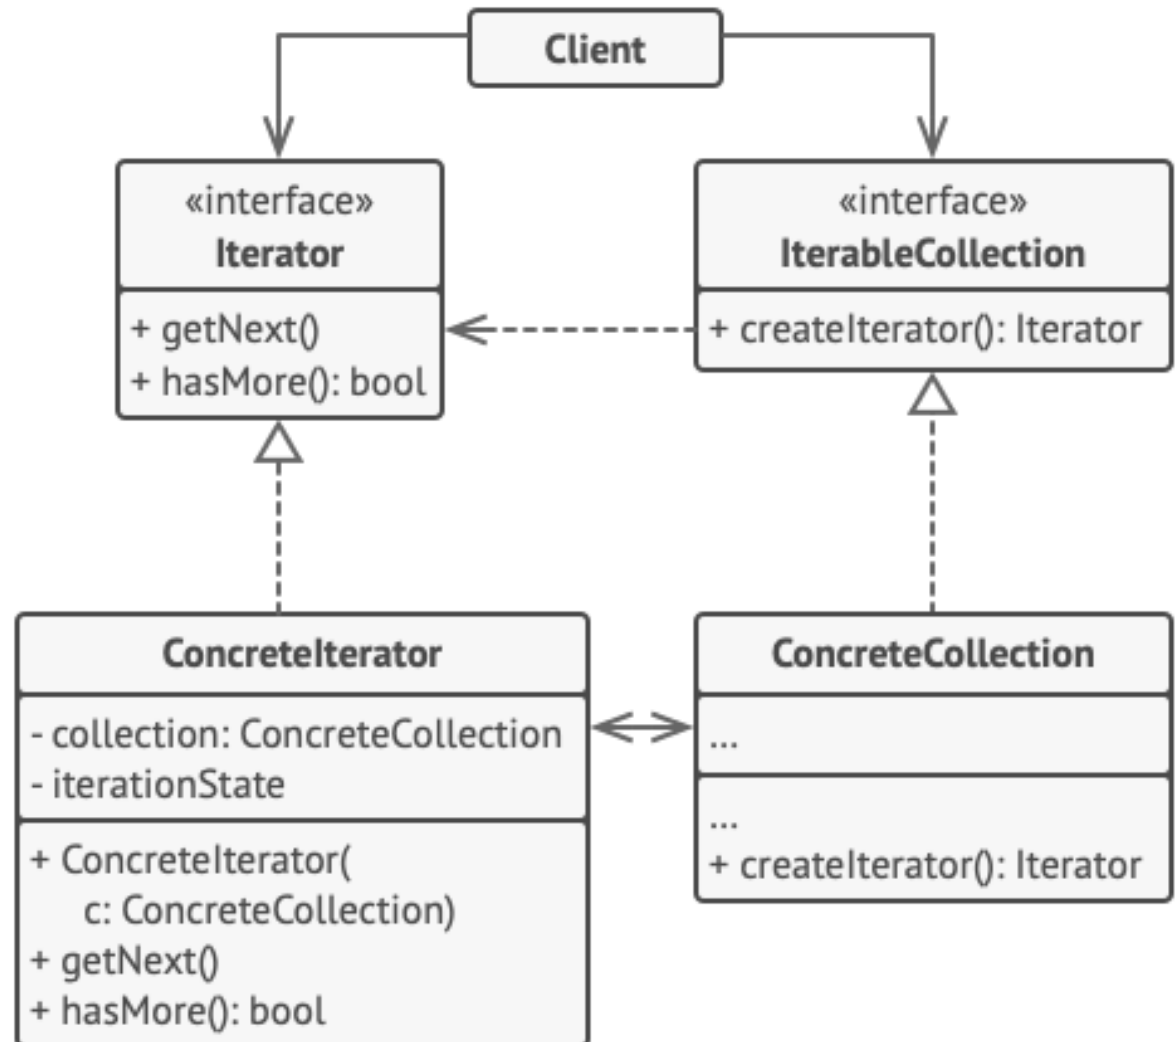 Client
«interface»
Iterator
+ getNext()
+ hasMore(): bool
«interface»
IterableCollection
+ createIterator(): Iterator
ConcreteIterator
- collection: ConcreteCollection
- iterationState
+ ConcreteIterator(
c: ConcreteCollection)
+ getNext()
+ hasMore(): bool
ConcreteCollection
...
...
+ createIterator(): Iterator